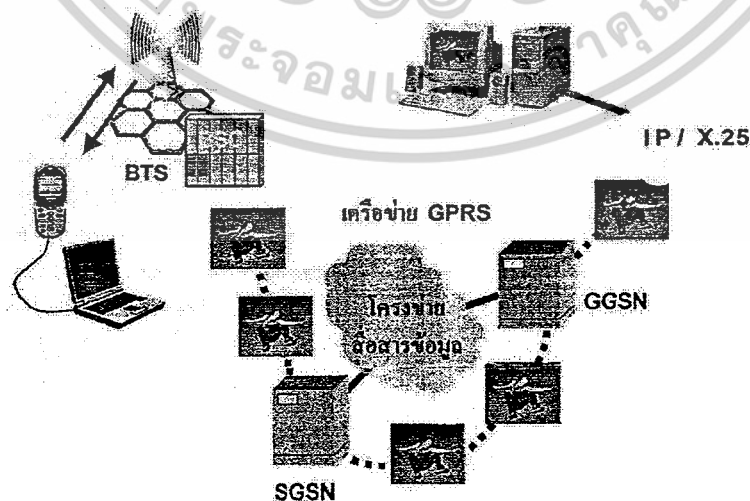 IP / X.25
BTS
เครือข่าย GPRS
โครงข่าย
สื่อสารข้อมูล
GGSN
SGSN